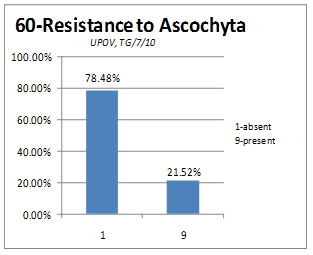 60-Resistance to Ascochyta
UPOV, TG/7/10
100.00%
80.00%
60.00%
40.00%
20.00%
0.00%
78.48%
21.52%
1
9
1-absent
9-present